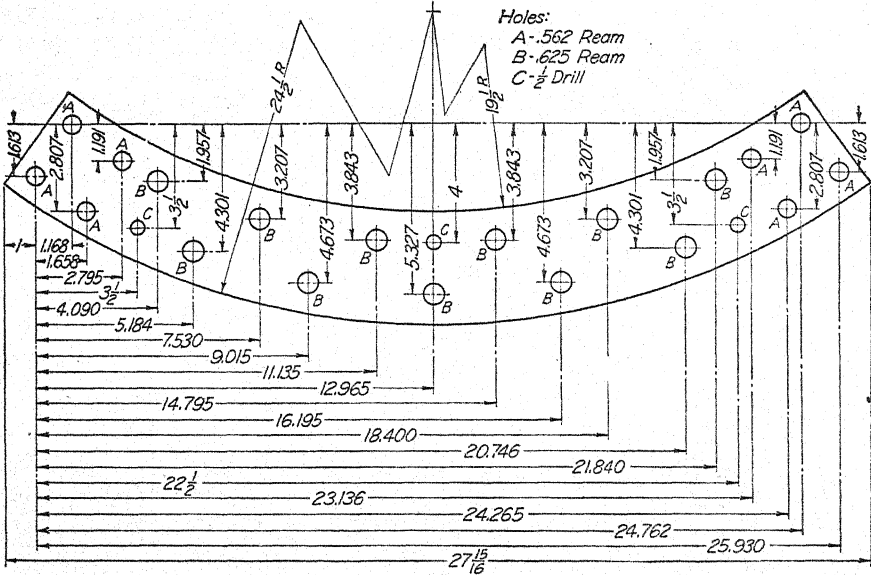 Holes:
A-.562 Ream
B-.625 Ream
C-1/2 Drill
24 1/2 R
19 1/2 R
A
A
1.613
2.807
1.191
A
B
1.957
3 1/2
4.301
3.207
4.673
3.843
5.327
4
3.843
4.673
3.207
4.301
1.957
3 1/2
1.191
2.807
1.613
A
A
A
A
B
C
C
A
A
B
B
B
C
B
B
B
B
B
B
1
1.168
1.658
2.795
3 1/2
4.090
5.184
7.530
9.015
11.135
12.965
14.795
16.195
18.400
20.746
21.840
22 1/2
23.136
24.265
24.762
25.930
27 15/16